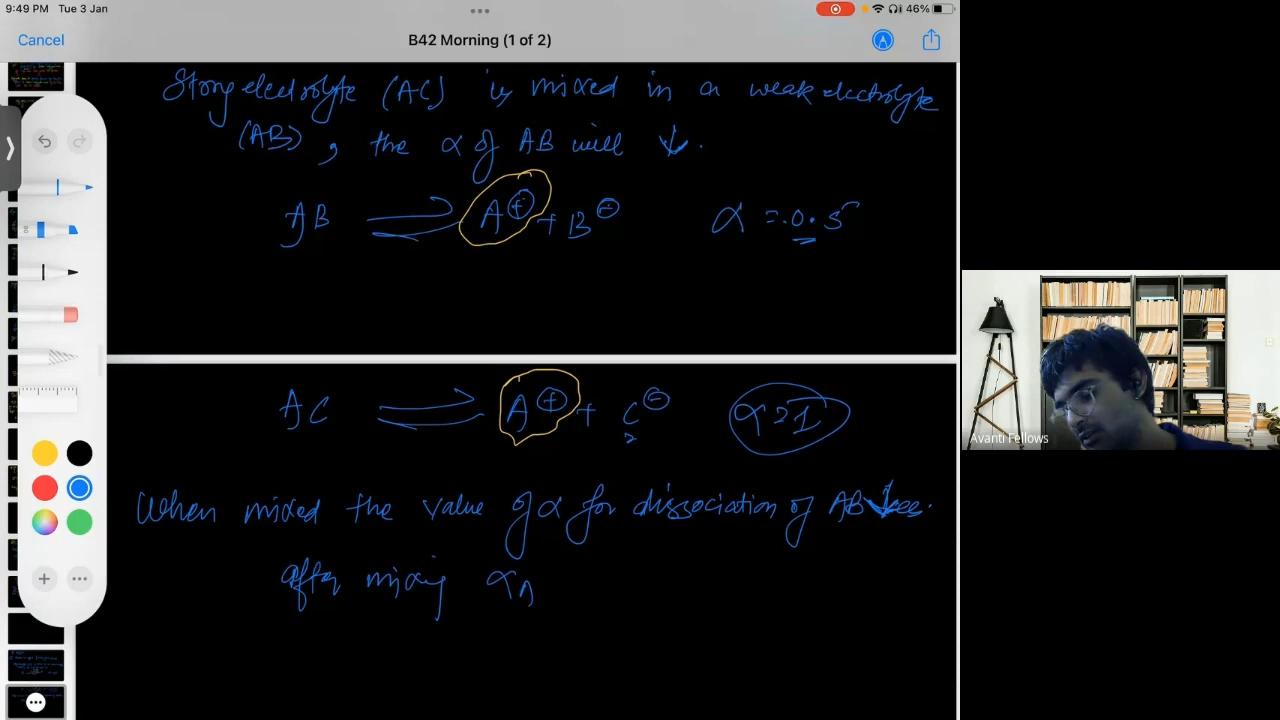 9:49 PM Tue 3 Jan
46%
Cancel
B42 Morning (1 of 2)
Strong electrolyte (AC) is mixed in a weak electrolyte
(AB), the α of AB will ↓.
AB ⇌ A⊕ + B⊖ α = 0.5
AC ⇌ A⊕ + C⊖ α ≥ 1
When mixed the value of α for dissociation of AB ↓ses.
after mixing α A
Avanti Fellows